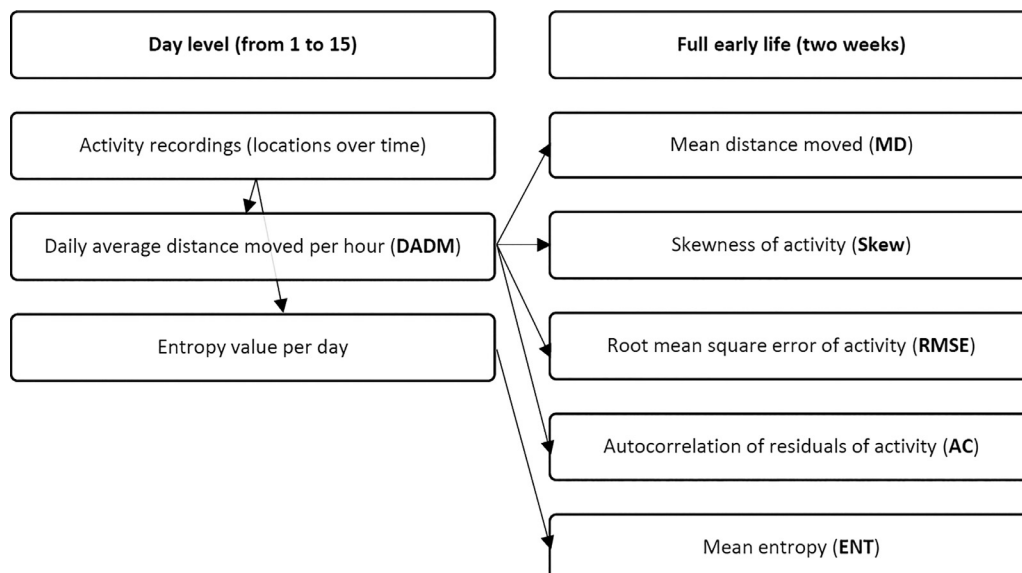 Day level (from 1 to 15)
Full early life (two weeks)
Activity recordings (locations over time)
Mean distance moved (MD)
Daily average distance moved per hour (DADM)
Skewness of activity (Skew)
Entropy value per day
Root mean square error of activity (RMSE)
Autocorrelation of residuals of activity (AC)
Mean entropy (ENT)